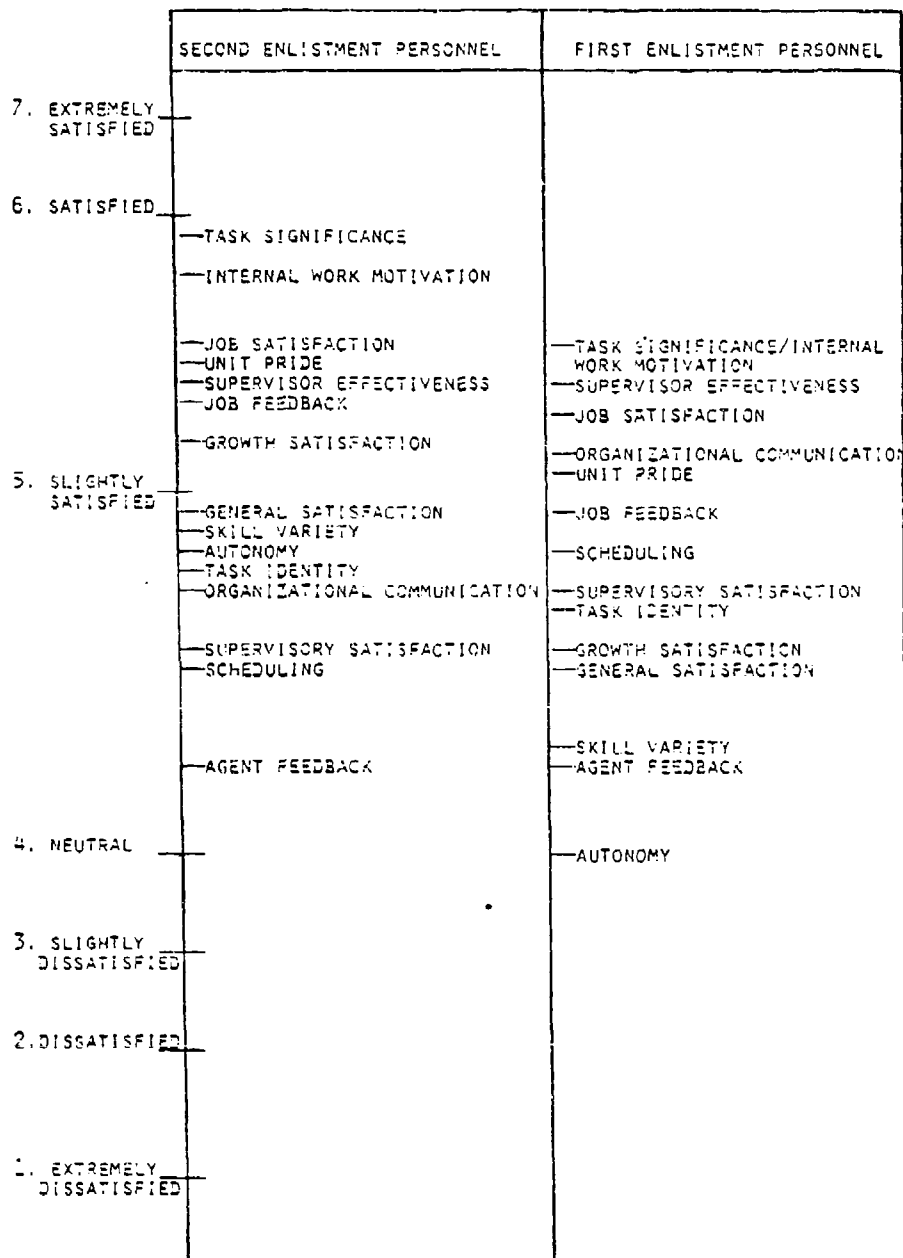 SECOND ENLISTMENT PERSONNEL
FIRST ENLISTMENT PERSONNEL
7. EXTREMELY
SATISFIED
6. SATISFIED
TASK SIGNIFICANCE
INTERNAL WORK MOTIVATION
JOB SATISFACTION
UNIT PRIDE
SUPERVISOR EFFECTIVENESS
JOB FEEDBACK
GROWTH SATISFACTION
TASK SIGNIFICANCE/INTERNAL
WORK MOTIVATION
SUPERVISOR EFFECTIVENESS
JOB SATISFACTION
ORGANIZATIONAL COMMUNICATION
UNIT PRIDE
5. SLIGHTLY
SATISFIED
GENERAL SATISFACTION
SKILL VARIETY
AUTONOMY
TASK IDENTITY
ORGANIZATIONAL COMMUNICATION
SUPERVISORY SATISFACTION
SCHEDULING
AGENT FEEDBACK
JOB FEEDBACK
SCHEDULING
SUPERVISORY SATISFACTION
TASK IDENTITY
GROWTH SATISFACTION
GENERAL SATISFACTION
SKILL VARIETY
AGENT FEEDBACK
4. NEUTRAL
AUTONOMY
3. SLIGHTLY
DISSATISFIED
2.DISSATISFIED
1. EXTREMELY
DISSATISFIED